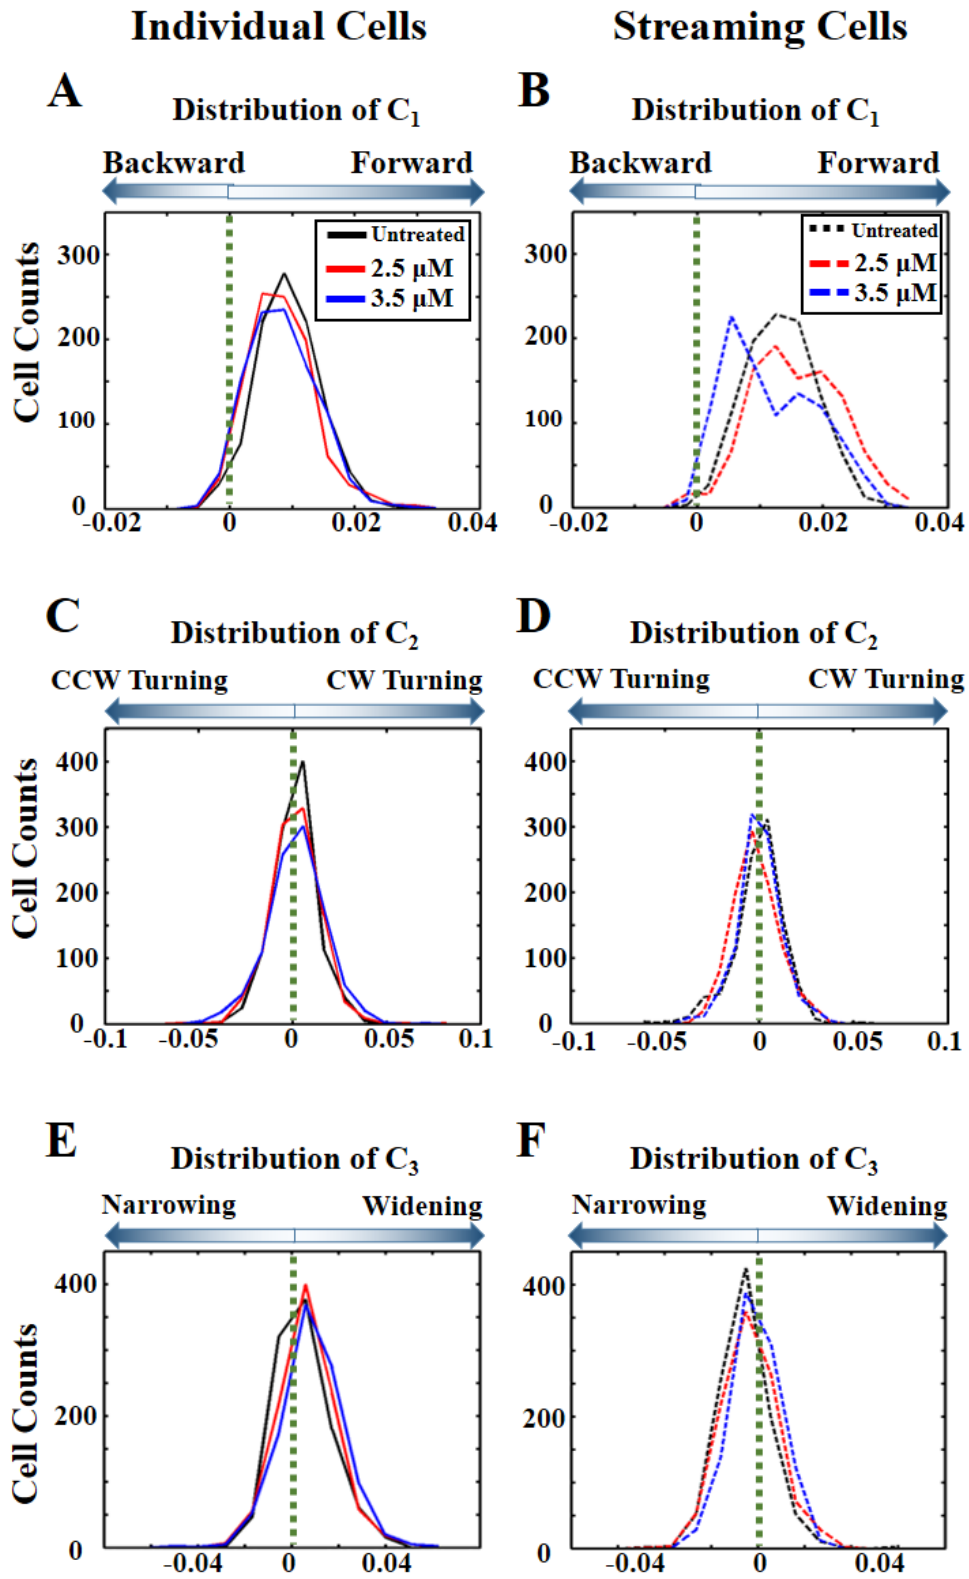 Individual Cells
Streaming Cells
A
Distribution of C1
Backward
Forward
Cell Counts
300
200
100
0
-0.02
0
0.02
0.04
Untreated
2.5 μM
3.5 μM
B
Distribution of C1
Backward
Forward
300
200
100
0
-0.02
0
0.02
0.04
Untreated
2.5 μM
3.5 μM
C
Distribution of C2
CCW Turning
CW Turning
Cell Counts
400
300
200
100
0
-0.1
-0.05
0
0.05
0.1
D
Distribution of C2
CCW Turning
CW Turning
400
300
200
100
0
-0.1
-0.05
0
0.05
0.1
E
Distribution of C3
Narrowing
Widening
Cell Counts
400
200
0
-0.04
0
0.04
F
Distribution of C3
Narrowing
Widening
400
200
0
-0.04
0
0.04